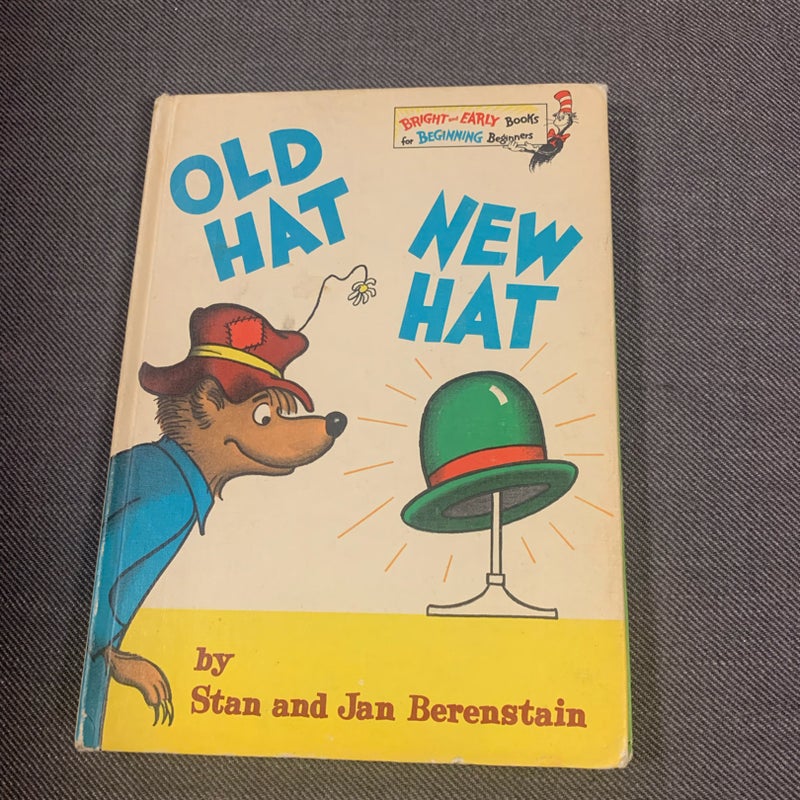 BRIGHT and EARLY Books
for BEGINNING Beginners
OLD
HAT
NEW
HAT
by
Stan and Jan Berenstain